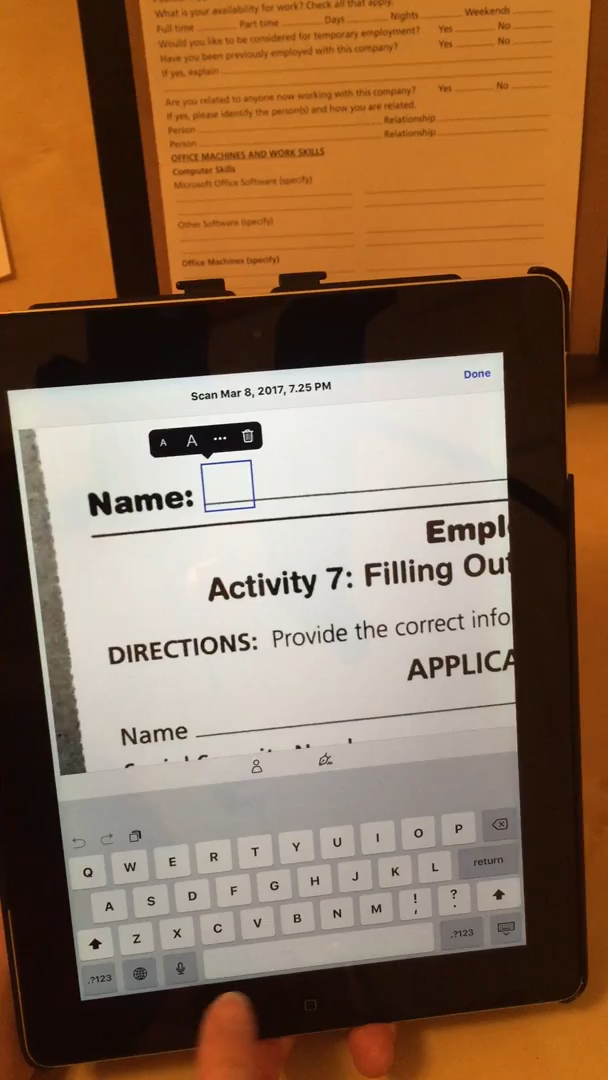 What is your availability for work? Check all that apply.
Full time Part time Days Nights Weekends
Would you like to be considered for temporary employment? Yes No
Have you been previously employed with this company? Yes No
If yes, explain
Are you related to anyone now working with this company? Yes No
If yes, please identify the person(s) and how you are related.
Person Relationship
Person Relationship
OFFICE MACHINES AND WORK SKILLS
Computer Skills
Microsoft Office Software (specify)
Other Software (specify)
Office Machines (specify)
Done
Scan Mar 8, 2017, 7.25 PM
A A
Name:
Empl
Activity 7: Filling Out
DIRECTIONS: Provide the correct info
APPLICA
Name
Q W E R T Y U I O P
A S D F G H J K L return
Z X C V B N M ! , ? .
.?123 .?123